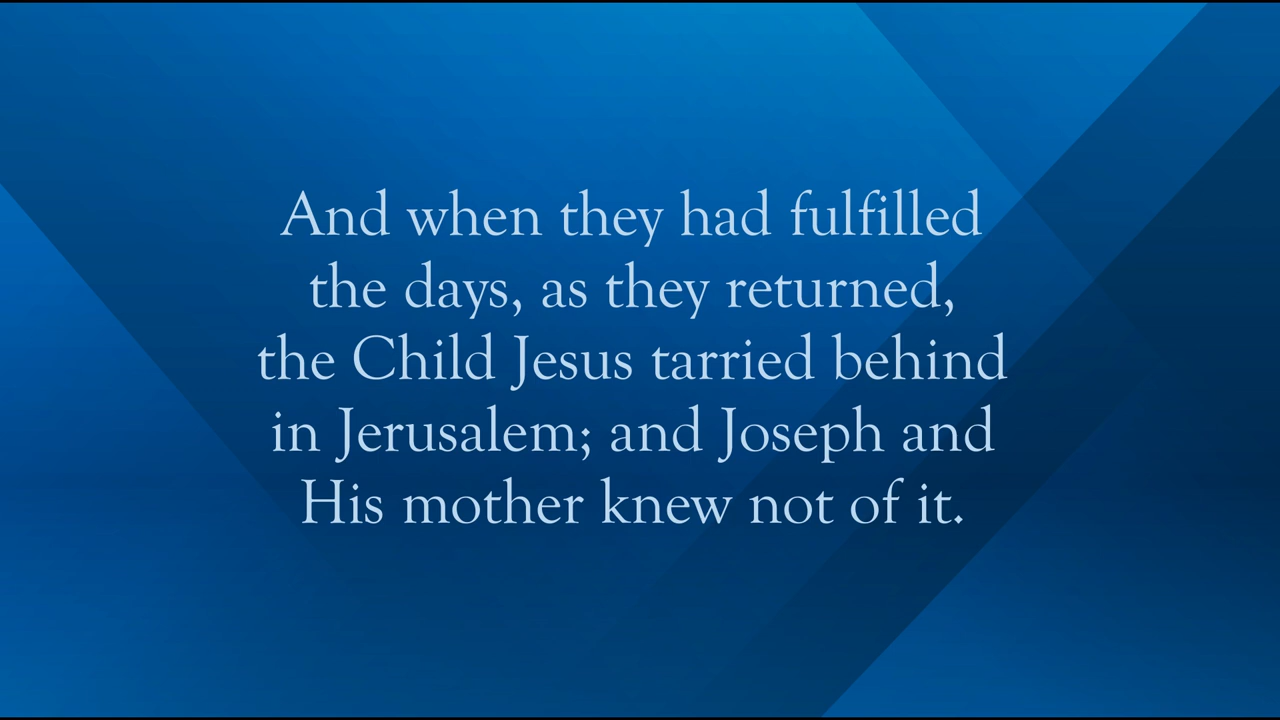 And when they had fulfilled
the days, as they returned,
the Child Jesus tarried behind
in Jerusalem; and Joseph and
His mother knew not of it.